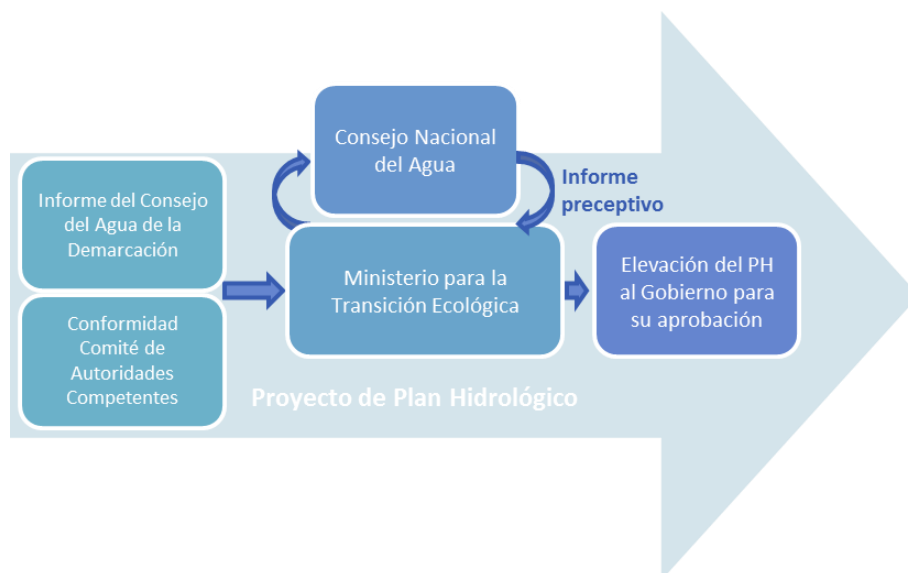 Informe del Consejo
del Agua de la
Demarcación
Conformidad
Comité de
Autoridades
Competentes
Consejo Nacional
del Agua
Informe
preceptivo
Ministerio para la
Transición Ecológica
Elevación del PH
al Gobierno para
su aprobación
Proyecto de Plan Hidrológico